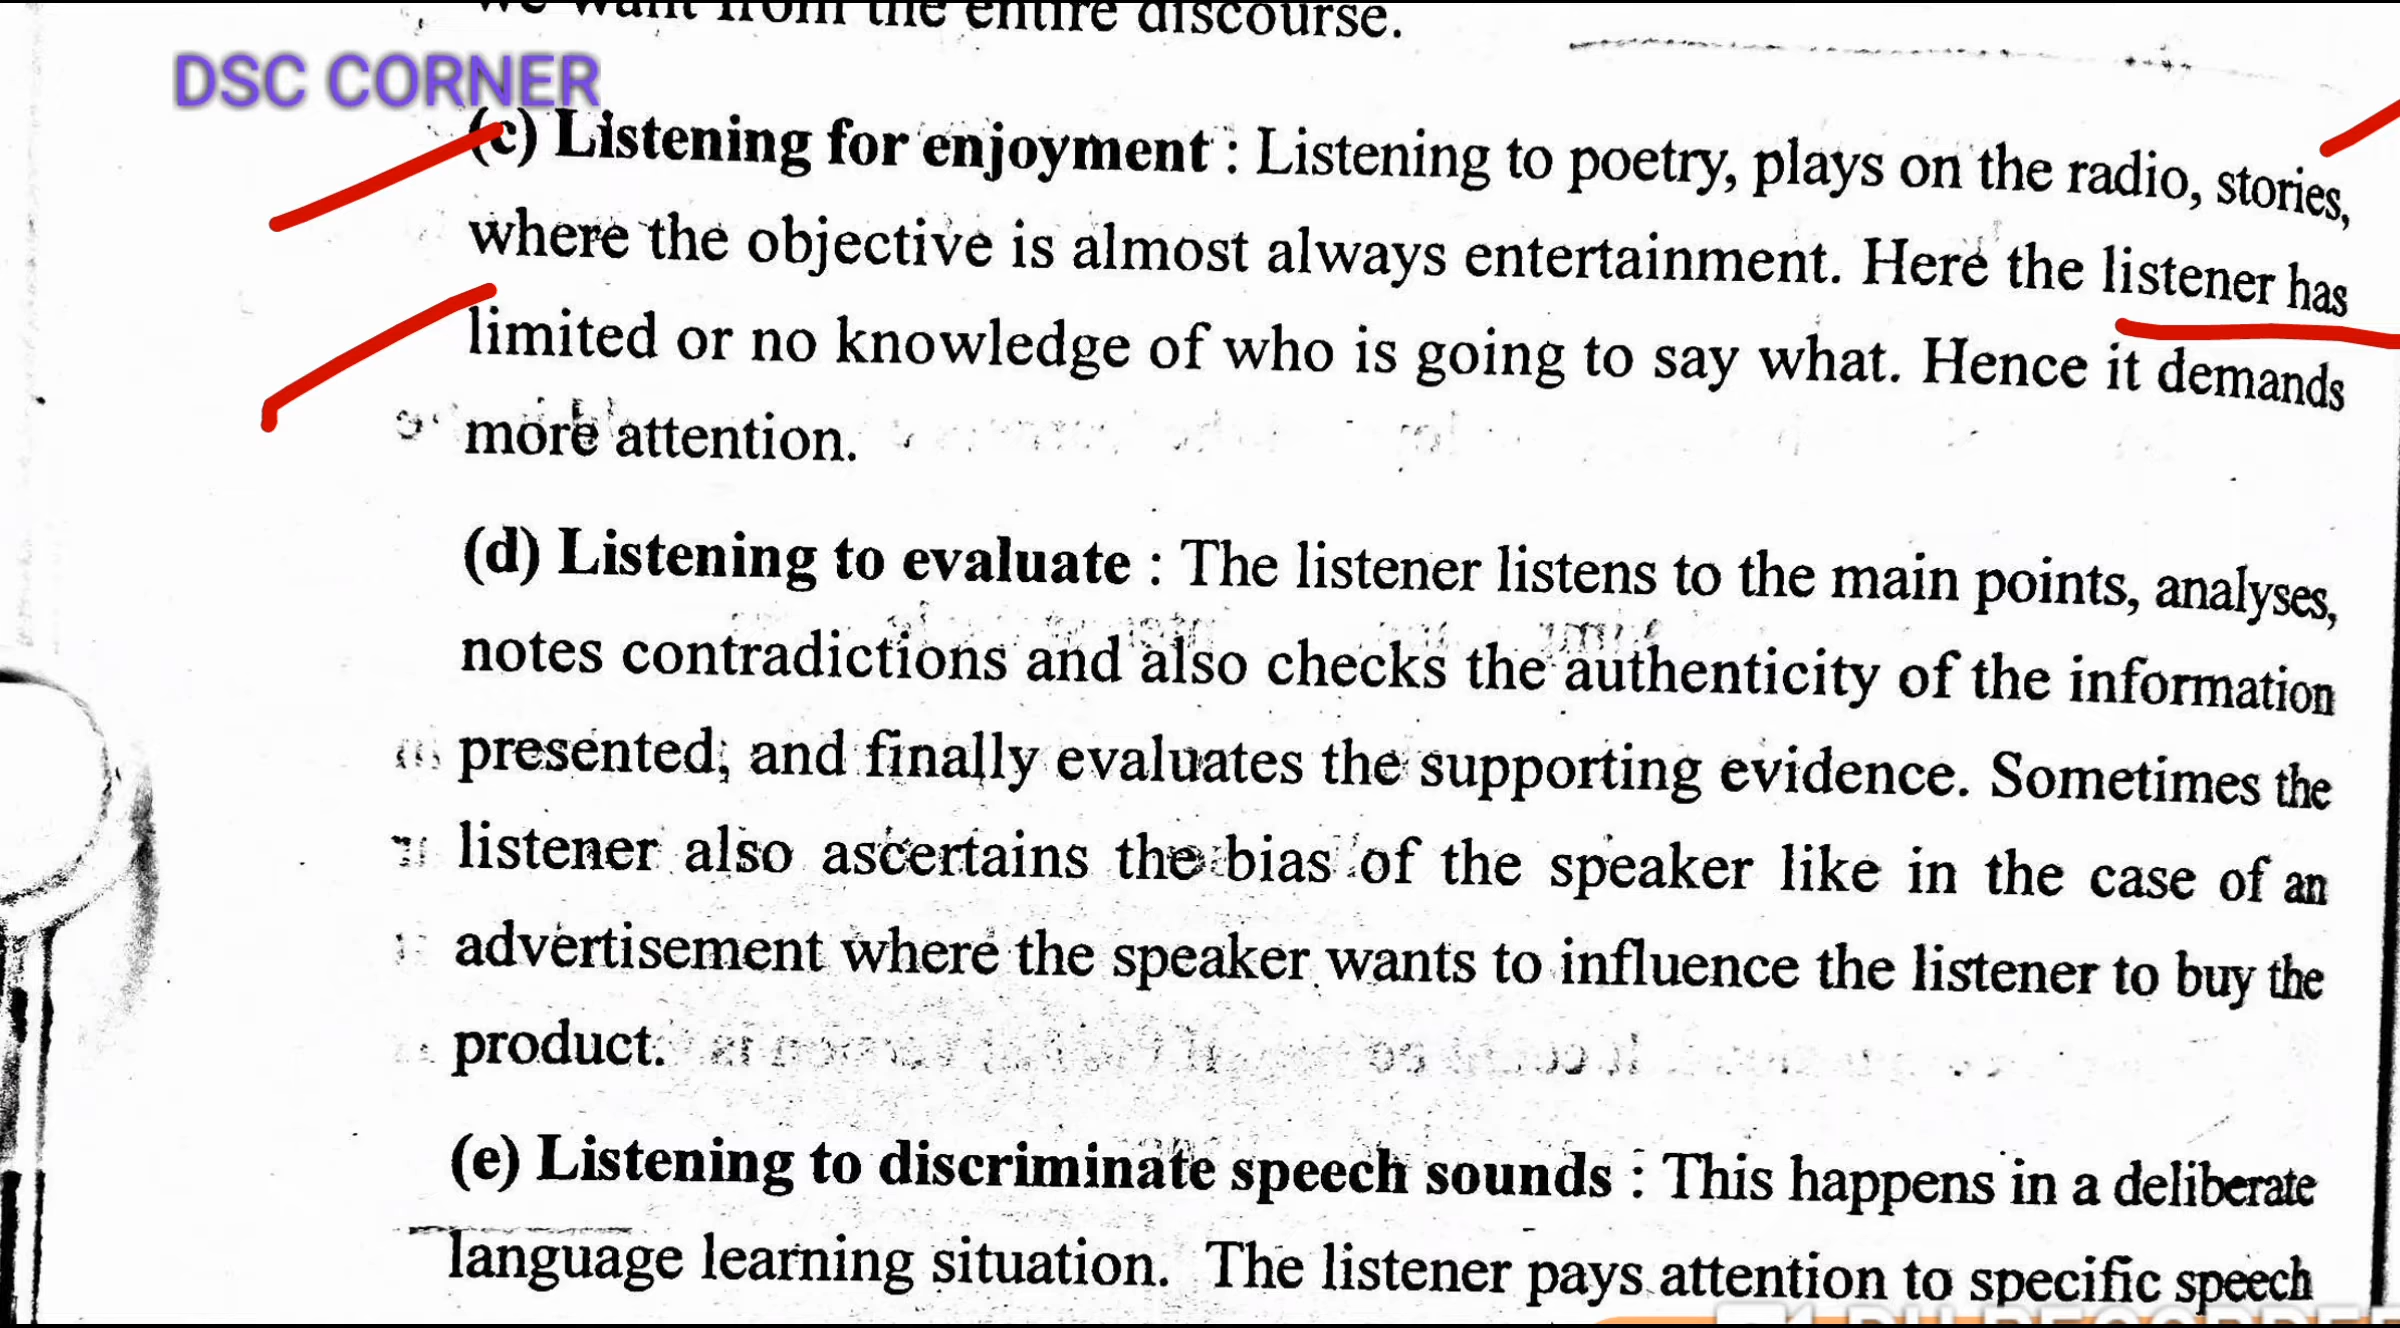 we want from the entire discourse.
DSC CORNER
(c) Listening for enjoyment : Listening to poetry, plays on the radio, stories,
where the objective is almost always entertainment. Here the listener has
limited or no knowledge of who is going to say what. Hence it demands
more attention.
(d) Listening to evaluate : The listener listens to the main points, analyses,
notes contradictions and also checks the authenticity of the information
presented; and finally evaluates the supporting evidence. Sometimes the
listener also ascertains the bias of the speaker like in the case of an
advertisement where the speaker wants to influence the listener to buy the
product.
(e) Listening to discriminate speech sounds : This happens in a deliberate
language learning situation. The listener pays attention to specific speech